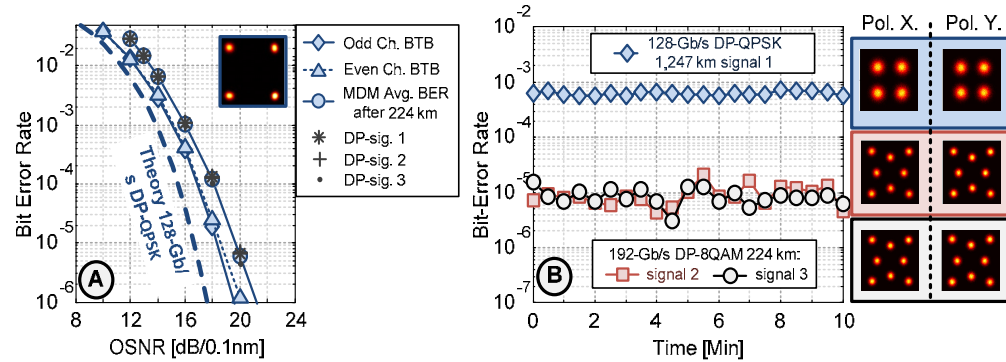 10-2
10-3
10-4
10-5
10-6
Bit Error Rate
8 12 16 20 24
OSNR [dB/0.1nm]
Theory 128-Gb/
s DP-QPSK
A
Odd Ch. BTB
Even Ch. BTB
MDM Avg. BER
after 224 km
DP-sig. 1
DP-sig. 2
DP-sig. 3
10-2
10-3
10-4
10-5
10-6
10-7
Bit-Error Rate
0 2 4 6 8 10
Time [Min]
128-Gb/s DP-QPSK
1,247 km signal 1
192-Gb/s DP-8QAM 224 km:
signal 2 signal 3
B
Pol. X. Pol. Y.